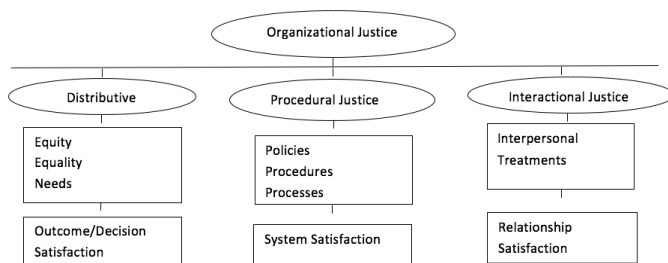 Organizational Justice
Distributive
Procedural Justice
Interactional Justice
Equity
Equality
Needs
Policies
Procedures
Processes
Interpersonal
Treatments
Outcome/Decision
Satisfaction
System Satisfaction
Relationship
Satisfaction